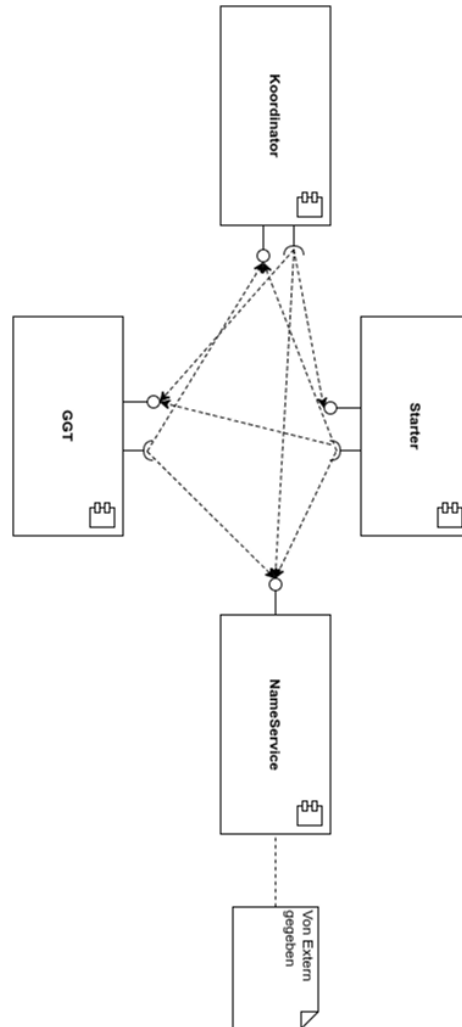 Koordinator
Starter
GGT
NameService
Von Extern
gegeben